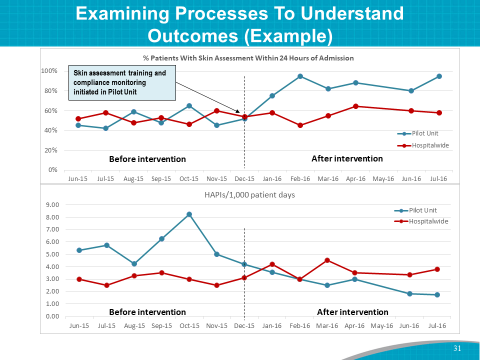 Examining Processes To Understand
Outcomes (Example)
% Patients With Skin Assessment Within 24 Hours of Admission
100%
80%
60%
40%
20%
0%
Skin assessment training and
compliance monitoring
initiated in Pilot Unit
Pilot Unit
Hospitalwide
Before intervention
After intervention
Jun-15 Jul-15 Aug-15 Sep-15 Oct-15 Nov-15 Dec-15 Jan-16 Feb-16 Mar-16 Apr-16 May-16 Jun-16 Jul-16
HAPIs/1,000 patient days
9.00
8.00
7.00
6.00
5.00
4.00
3.00
2.00
1.00
0.00
Pilot Unit
Hospitalwide
Before intervention
After intervention
Jun-15 Jul-15 Aug-15 Sep-15 Oct-15 Nov-15 Dec-15 Jan-16 Feb-16 Mar-16 Apr-16 May-16 Jun-16 Jul-16
31